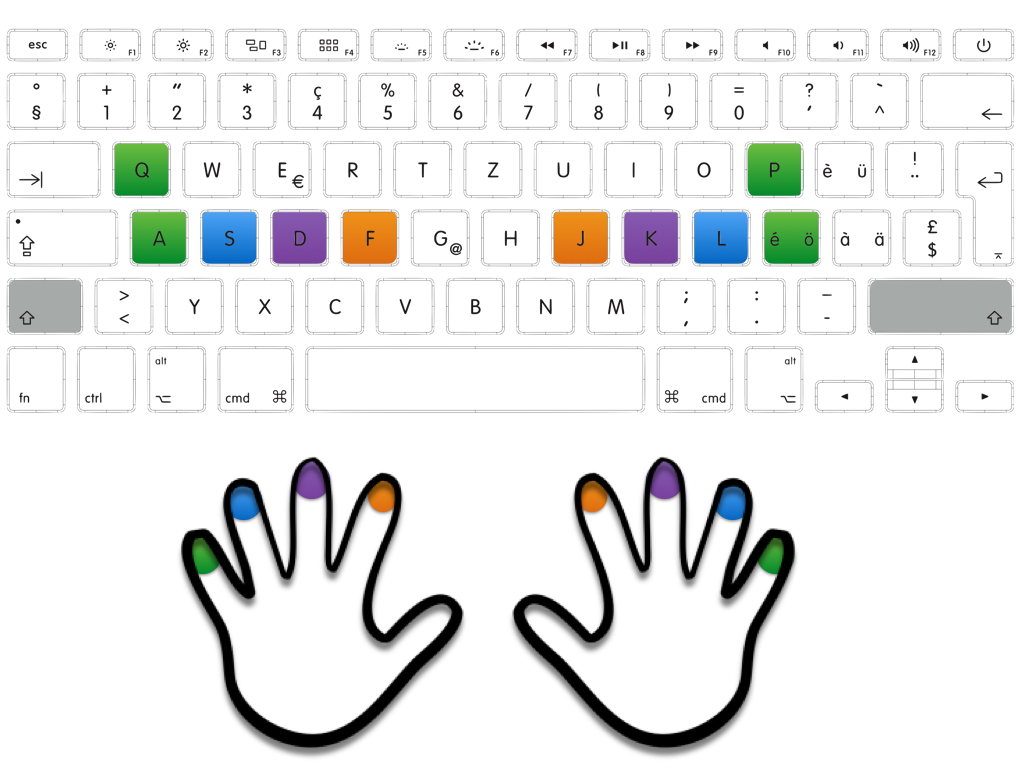 esc F1 F2 F3 F4 F5 F6 F7 F8 F9 F10 F11 F12
° + “ * ç % & / ( ) = ? `
§ 1 2 3 4 5 6 7 8 9 0 ‘ ^
Q W E € R T Z U I O P è ü ! ¨
A S D F G @ H J K L é ö à ä £ $
> < Y X C V B N M ; , : . _ -
alt alt
fn ctrl ⌥ cmd ⌘ ⌘ cmd ⌥